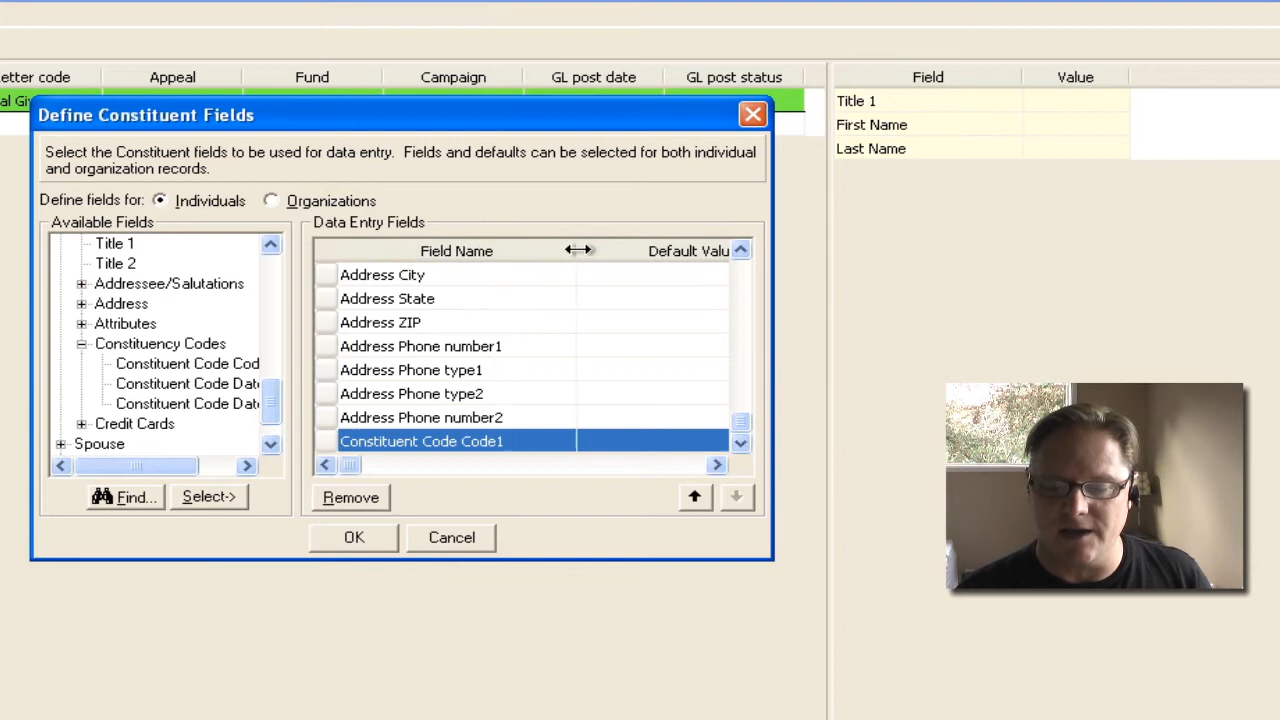 etter code Appeal Fund Campaign GL post date GL post status Field Value
al Gi
Title 1
First Name
Last Name
Define Constituent Fields
Select the Constituent fields to be used for data entry. Fields and defaults can be selected for both individual
and organization records.
Define fields for: Individuals Organizations
Available Fields
Title 1
Title 2
Addressee/Salutations
Address
Attributes
Constituency Codes
Constituent Code Cod
Constituent Code Dat
Constituent Code Dat
Credit Cards
Spouse
Find...
Select->
Data Entry Fields
Field Name Default Valu
Address City
Address State
Address ZIP
Address Phone number1
Address Phone type1
Address Phone type2
Address Phone number2
Constituent Code Code1
Remove
OK
Cancel